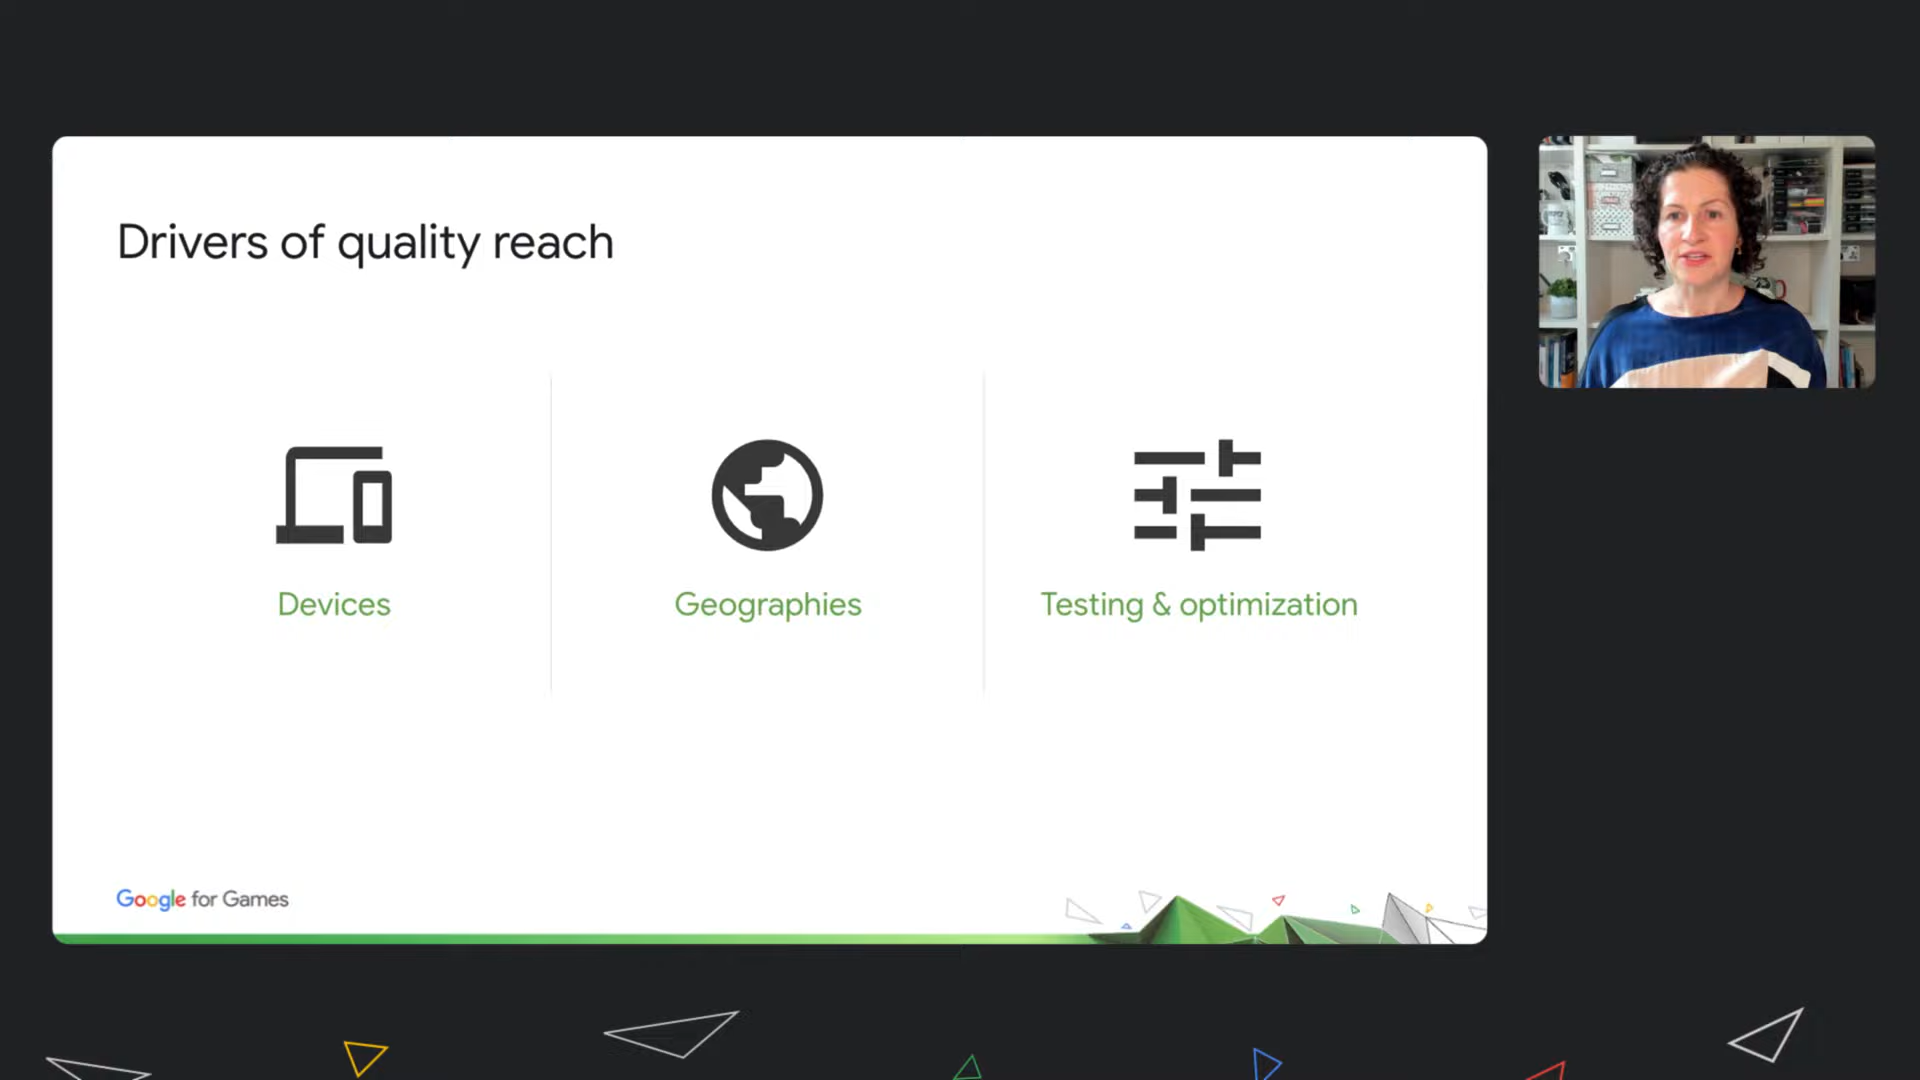 Drivers of quality reach
Devices
Geographies
Testing & optimization
Google for Games